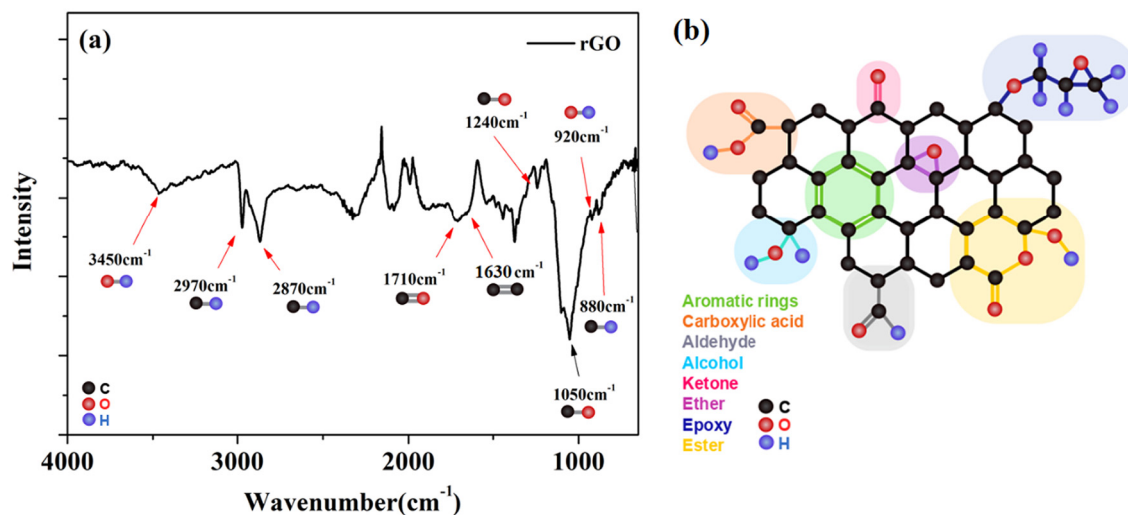 (a)
rGO
1240cm⁻¹
920cm⁻¹
3450cm⁻¹
2970cm⁻¹
2870cm⁻¹
1710cm⁻¹
1630cm⁻¹
880cm⁻¹
1050cm⁻¹
C
O
H
Intensity
4000 3000 2000 1000
Wavenumber(cm⁻¹)
(b)
Aromatic rings
Carboxylic acid
Aldehyde
Alcohol
Ketone
Ether
Epoxy
Ester
C
O
H